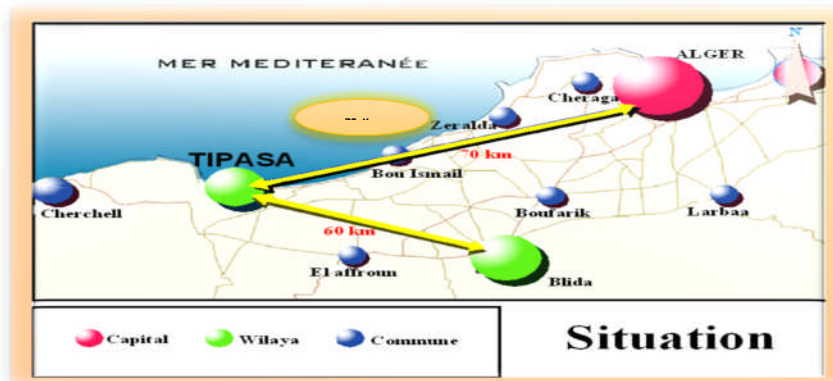 N
ALGER
MER MEDITERANÉE
Cheraga
Zeralda
TIPASA
70 km
Bou Ismail
Cherchell
Boufarik
Larbaa
60 km
El affroun
Blida
Capital
Wilaya
Commune
Situation